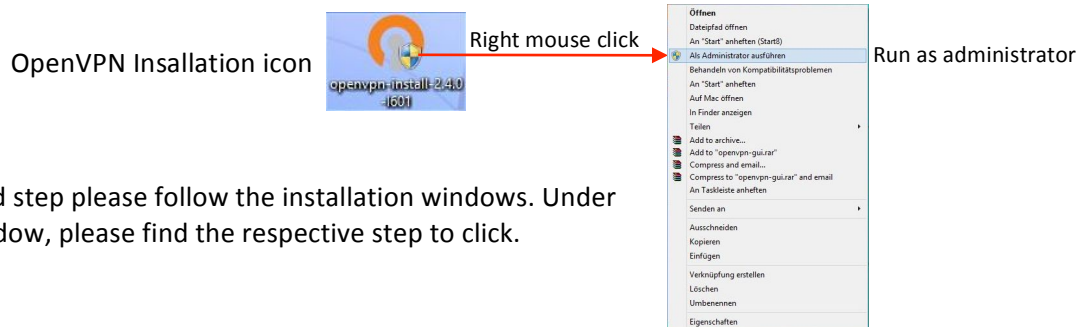 OpenVPN Insallation icon
openvpn-install-2.4.0
-I601
Right mouse click
Öffnen
Dateipfad öffnen
An "Start" anheften (Start8)
Als Administrator ausführen
Run as administrator
Behandeln von Kompatibilitätsproblemen
An "Start" anheften
Auf Mac öffnen
In Finder anzeigen
Teilen
Add to archive...
Add to "openvpn-gui.rar"
Compress and email...
Compress to "openvpn-gui.rar" and email
An Taskleiste anheften
Senden an
Ausschneiden
Kopieren
Einfügen
Verknüpfung erstellen
Löschen
Umbenennen
Eigenschaften
step please follow the installation windows. Under
please find the respective step to click.